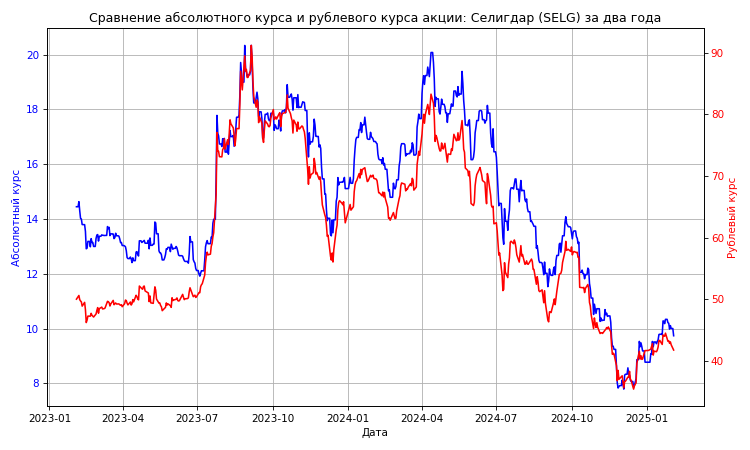 Сравнение абсолютного курса и рублевого курса акции: Селигдар (SELG) за два года
Абсолютный курс
20
18
16
14
12
10
8
90
80
70
60
50
40
Рублевый курс
2023-01 2023-04 2023-07 2023-10 2024-01 2024-04 2024-07 2024-10 2025-01
Дата